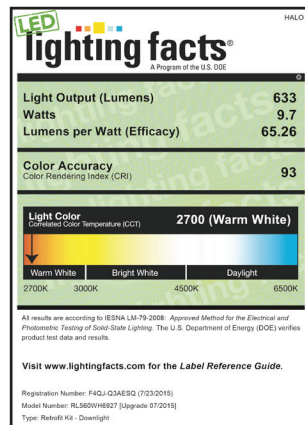 HALO
LED
lighting facts®
A Program of the U.S. DOE
Light Output (Lumens) 633
Watts 9.7
Lumens per Watt (Efficacy) 65.26
Color Accuracy 93
Color Rendering Index (CRI)
Light Color 2700 (Warm White)
Correlated Color Temperature (CCT)
Warm White Bright White Daylight
2700K 3000K 4500K 6500K
All results are according to IESNA LM-79-2008: Approved Method for the Electrical and
Photometric Testing of Solid-State Lighting. The U.S. Department of Energy (DOE) verifies
product test data and results.
Visit www.lightingfacts.com for the Label Reference Guide.
Registration Number: F4QJ-Q3AESQ (7/23/2015)
Model Number: RL560WH6927 [Upgrade 07/2015]
Type: Retrofit Kit - Downlight